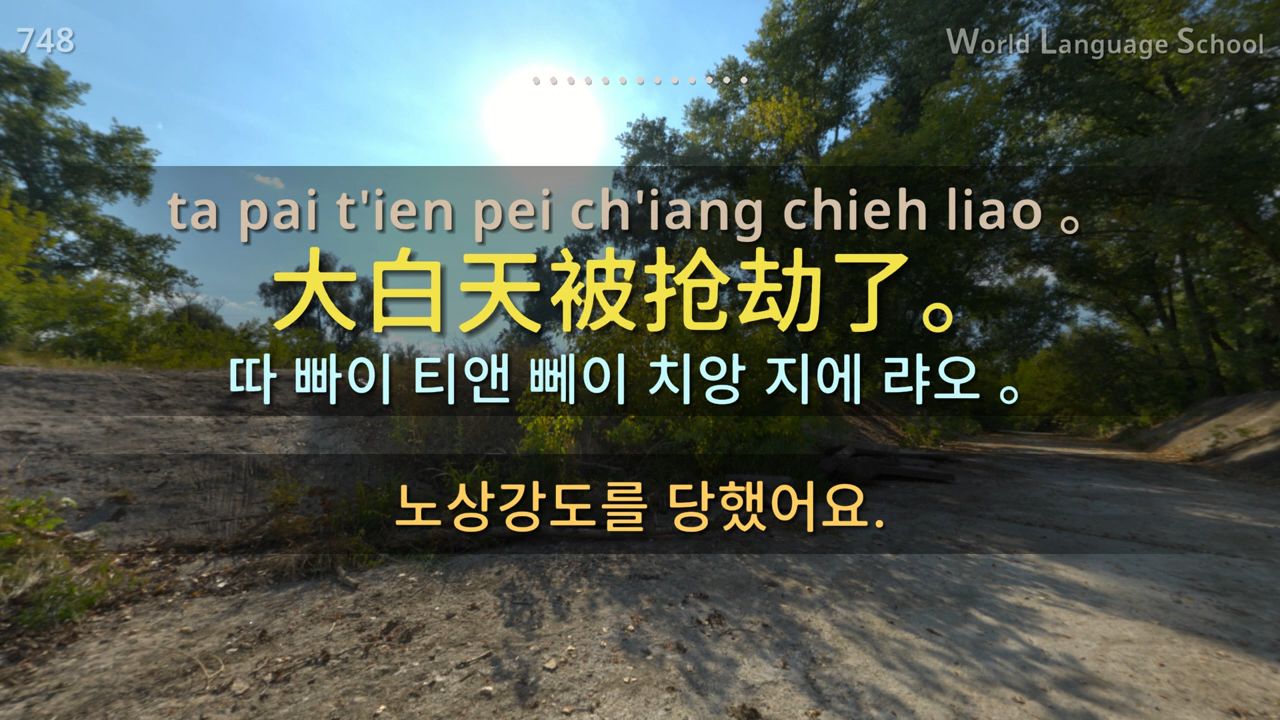 748
World Language School
ta pai t'ien pei ch'iang chieh liao 。
大白天被抢劫了。
따 빠이 티앤 뻬이 치앙 지에 랴오 。
노상강도를 당했어요.